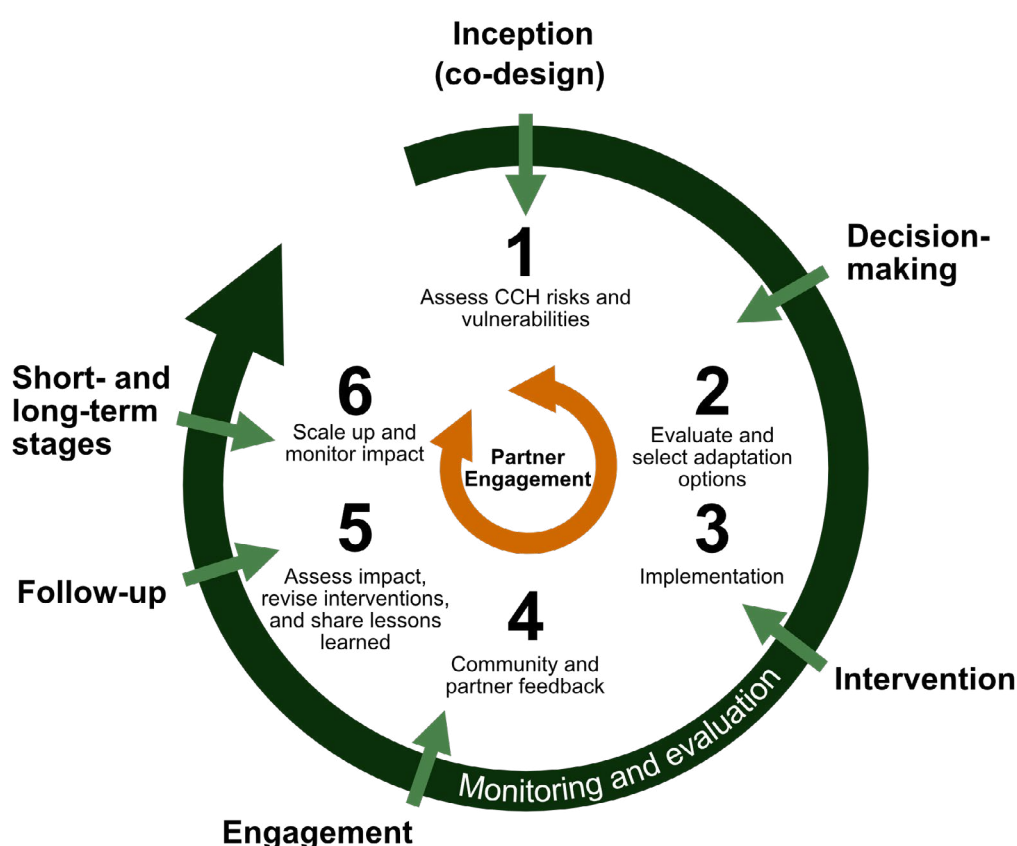 Inception
(co-design)
1
Assess CCH risks and
vulnerabilities
Decision-
making
2
Evaluate and
select adaptation
options
3
Implementation
Intervention
4
Community and
partner feedback
Engagement
5
Assess impact,
revise interventions,
and share lessons
learned
Follow-up
6
Scale up and
monitor impact
Short- and
long-term
stages
Partner
Engagement
Monitoring and evaluation